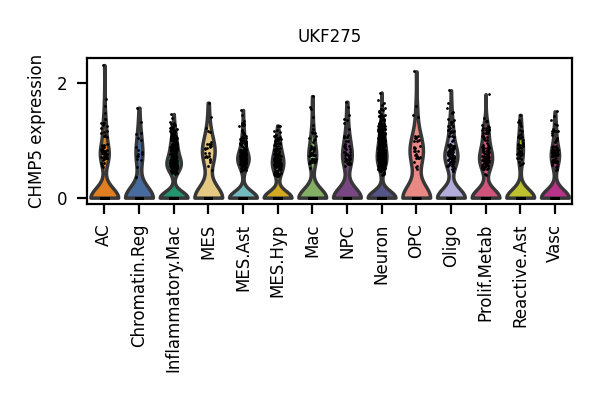 UKF275
CHMP5 expression
2
0
AC
Chromatin.Reg
Inflammatory.Mac
MES
MES.Ast
MES.Hyp
Mac
NPC
Neuron
OPC
Oligo
Prolif.Metab
Reactive.Ast
Vasc